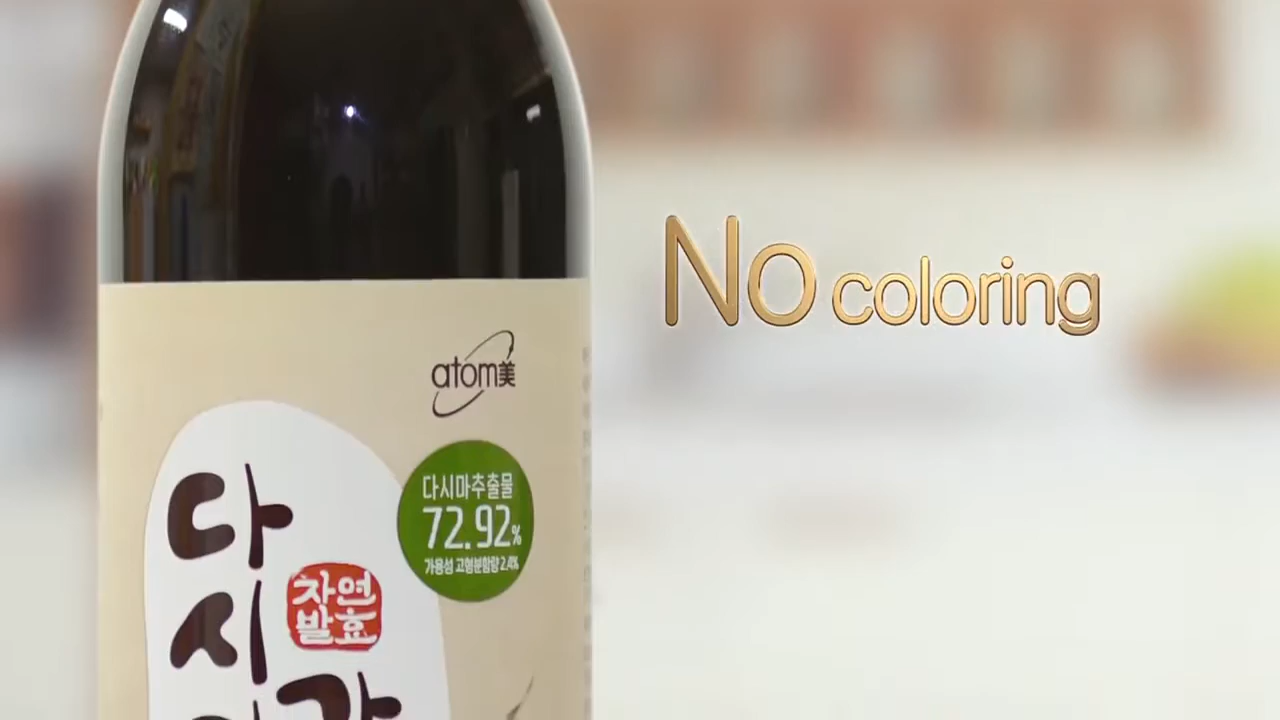 No coloring
atom美
다시마추출물
72.92%
가용성 고형분함량 2.4%
다시
자연
발효